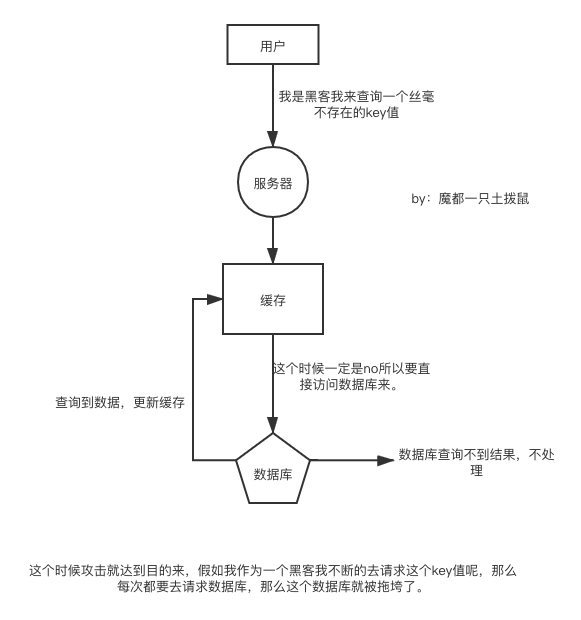 用户
我是黑客我来查询一个丝毫
不存在的key值
服务器
by：魔都一只土拨鼠
缓存
这个时候一定是no所以要直
接访问数据库来。
查询到数据，更新缓存
数据库
数据库查询不到结果，不处
理
这个时候攻击就达到目的来，假如我作为一个黑客我不断的去请求这个key值呢，那么
每次都要去请求数据库，那么这个数据库就被拖垮了。